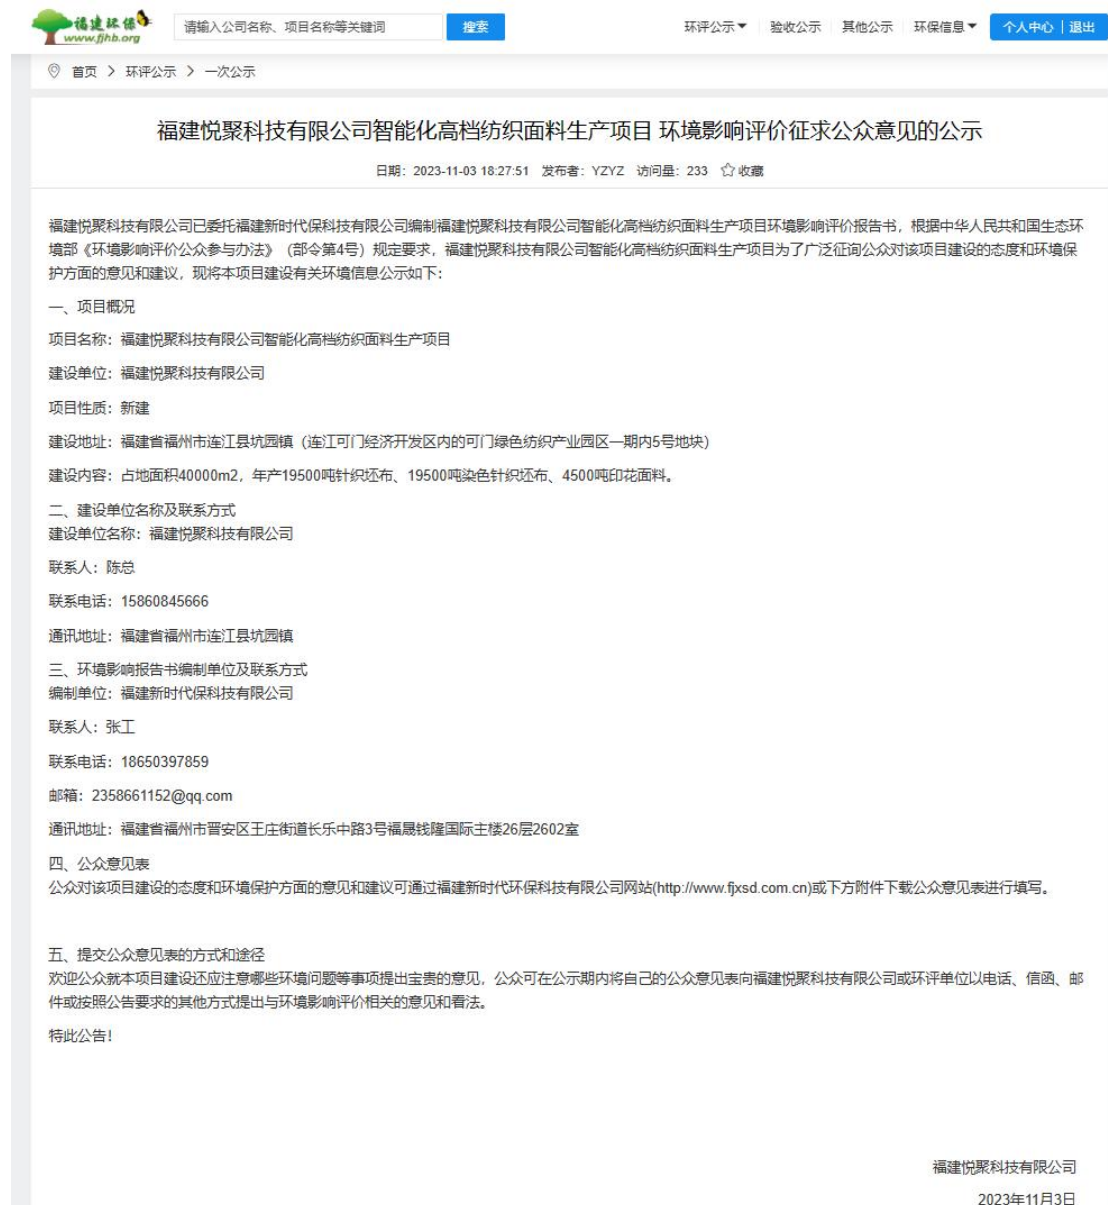 福建环保
www.fjhb.org
请输入公司名称、项目名称等关键词
搜索
环评公示
验收公示
其他公示
环保信息
个人中心 | 退出
首页 > 环评公示 > 一次公示
福建悦聚科技有限公司智能化高档纺织面料生产项目 环境影响评价征求公众意见的公示
日期：2023-11-03 18:27:51 发布者：YZYZ 访问量：233 收藏
福建悦聚科技有限公司已委托福建新时代保科技有限公司编制福建悦聚科技有限公司智能化高档纺织面料生产项目环境影响评价报告书，根据中华人民共和国生态环
境部《环境影响评价公众参与办法》（部令第4号）规定要求，福建悦聚科技有限公司智能化高档纺织面料生产项目为了广泛征询公众对该项目建设的态度和环境保
护方面的意见和建议，现将本项目建设有关环境信息公示如下：
一、项目概况
项目名称：福建悦聚科技有限公司智能化高档纺织面料生产项目
建设单位：福建悦聚科技有限公司
项目性质：新建
建设地址：福建省福州市连江县坑园镇（连江可门经济开发区内的可门绿色纺织产业园区一期内5号地块）
建设内容：占地面积40000m2，年产19500吨针织坯布、19500吨染色针织坯布、4500吨印花面料。
二、建设单位名称及联系方式
建设单位名称：福建悦聚科技有限公司
联系人：陈总
联系电话：15860845666
通讯地址：福建省福州市连江县坑园镇
三、环境影响报告书编制单位及联系方式
编制单位：福建新时代保科技有限公司
联系人：张工
联系电话：18650397859
邮箱：2358661152@qq.com
通讯地址：福建省福州市晋安区王庄街道长乐中路3号福晟钱隆国际主楼26层2602室
四、公众意见表
公众对该项目建设的态度和环境保护方面的意见和建议可通过福建新时代环保科技有限公司网站(http://www.fjxsd.com.cn)或下方附件下载公众意见表进行填写。
五、提交公众意见表的方式和途径
欢迎公众就本项目建设还应注意哪些环境问题等事项提出宝贵的意见，公众可在公示期内将自己的公众意见表向福建悦聚科技有限公司或环评单位以电话、信函、邮
件或按照公告要求的其他方式提出与环境影响评价相关的意见和看法。
特此公告！
福建悦聚科技有限公司
2023年11月3日